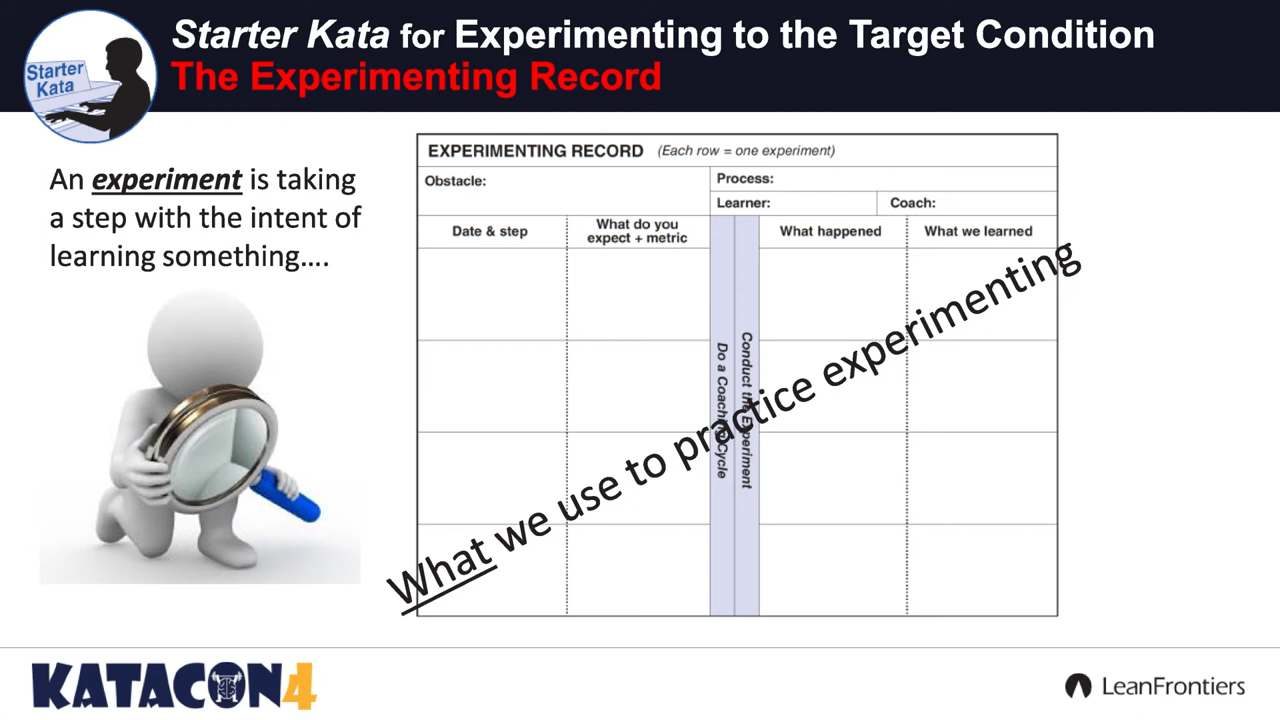 Starter Kata for Experimenting to the Target Condition
The Experimenting Record
Starter
Kata
An experiment is taking
a step with the intent of
learning something....
EXPERIMENTING RECORD (Each row = one experiment)
Obstacle:
Process:
Learner:
Coach:
Date & step
What do you
expect + metric
Do a Coaching Cycle
Conduct the Experiment
What happened
What we learned
What we use to practice experimenting
KATACON4
LeanFrontiers